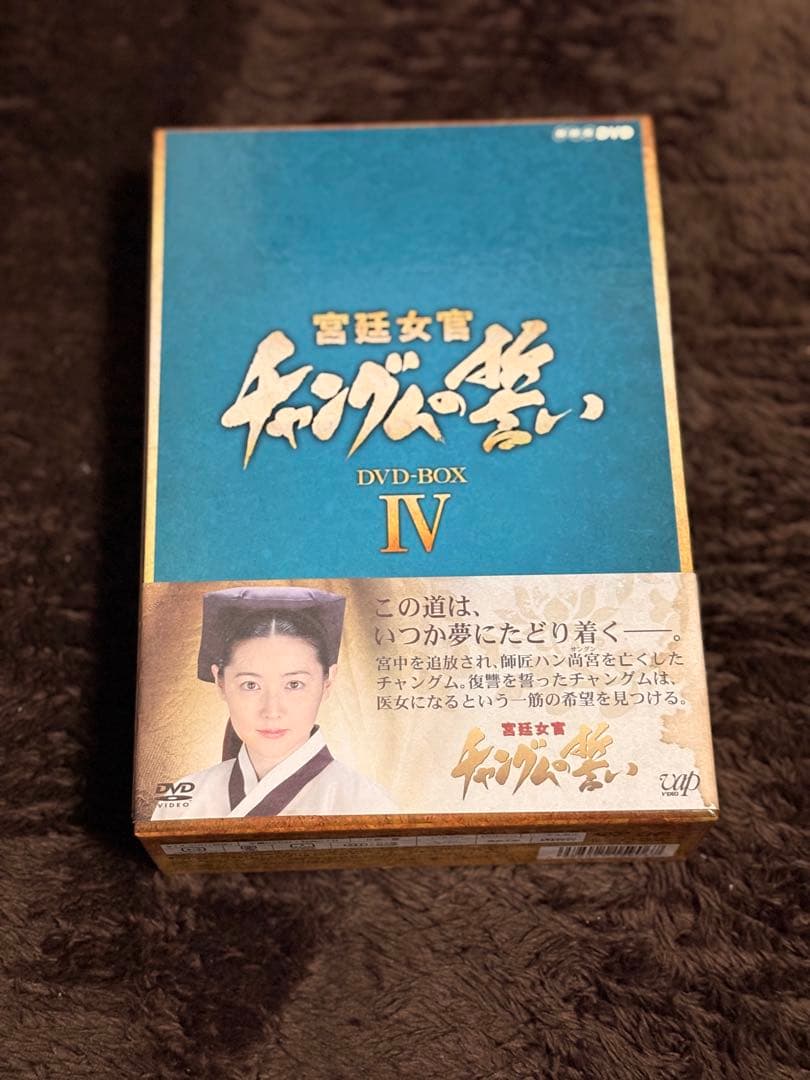 NHK DVD
宮廷女官
チャングムの誓い
DVD-BOX
IV
この道は、
いつか夢にたどり着く──。
宮中を追放され、師匠ハン尚宮を亡くした
サングン
チャングム。復讐を誓ったチャングムは、
医女になるという一筋の希望を見つける。
宮廷女官
チャングムの誓い
DVD
VIDEO
vap
VIDEO